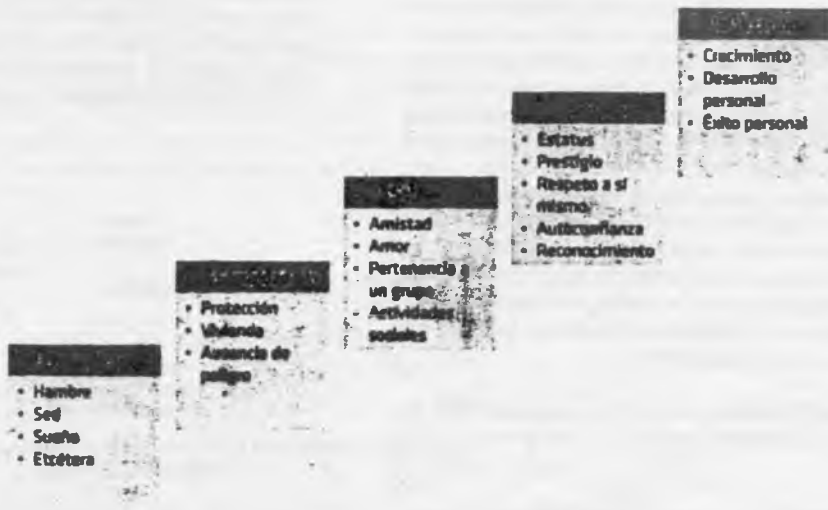 • Hambre
• Sed
• Sueño
• Etcétera
• Protección
• Vivienda
• Ausencia de
peligro
• Amistad
• Amor
• Pertenencia a
un grupo
• Actividades
sociales
• Estatus
• Prestigio
• Respeto a sí
mismo
• Autoconfianza
• Reconocimiento
• Crecimiento
• Desarrollo
personal
• Éxito personal